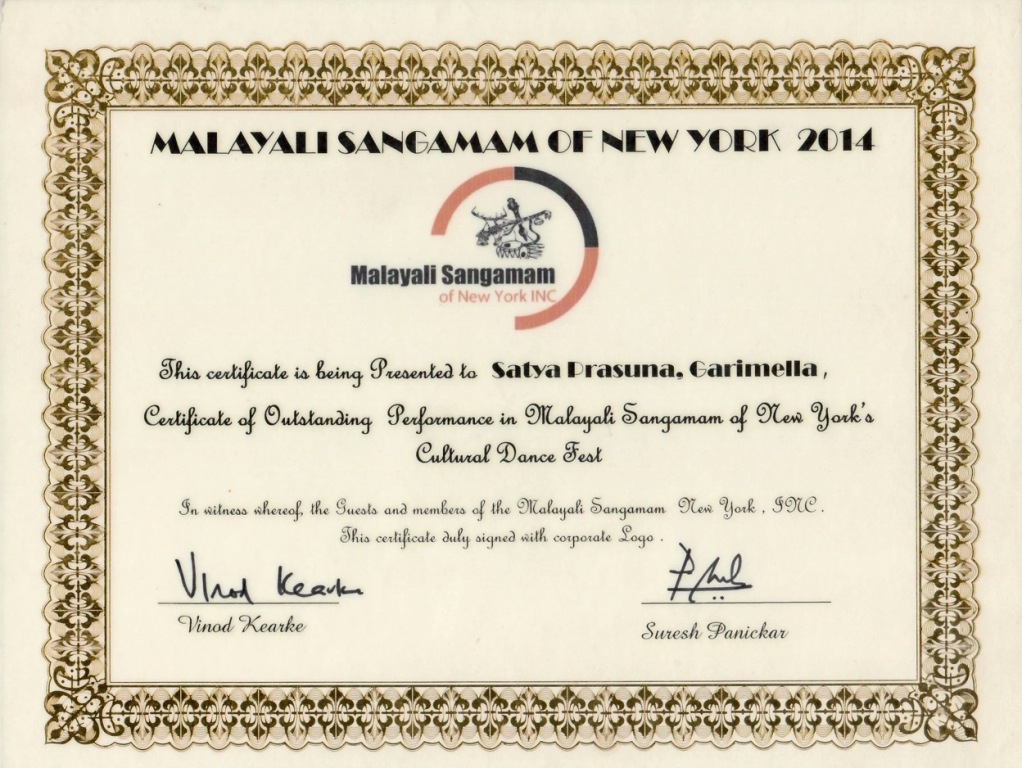 MALAYALI SANGAMAM OF NEW YORK 2014
Malayali Sangamam
of New York INC
This certificate is being Presented to Satya Prasuna, Garimella ,
Certificate of Outstanding Performance in Malayali Sangamam of New York's
Cultural Dance Fest
In witness whereof, the Guests and members of the Malayali Sangamam New York , INC .
This certificate duly signed with corporate Logo .
Vinod Kearke
Vinod Kearke
Suresh Panickar